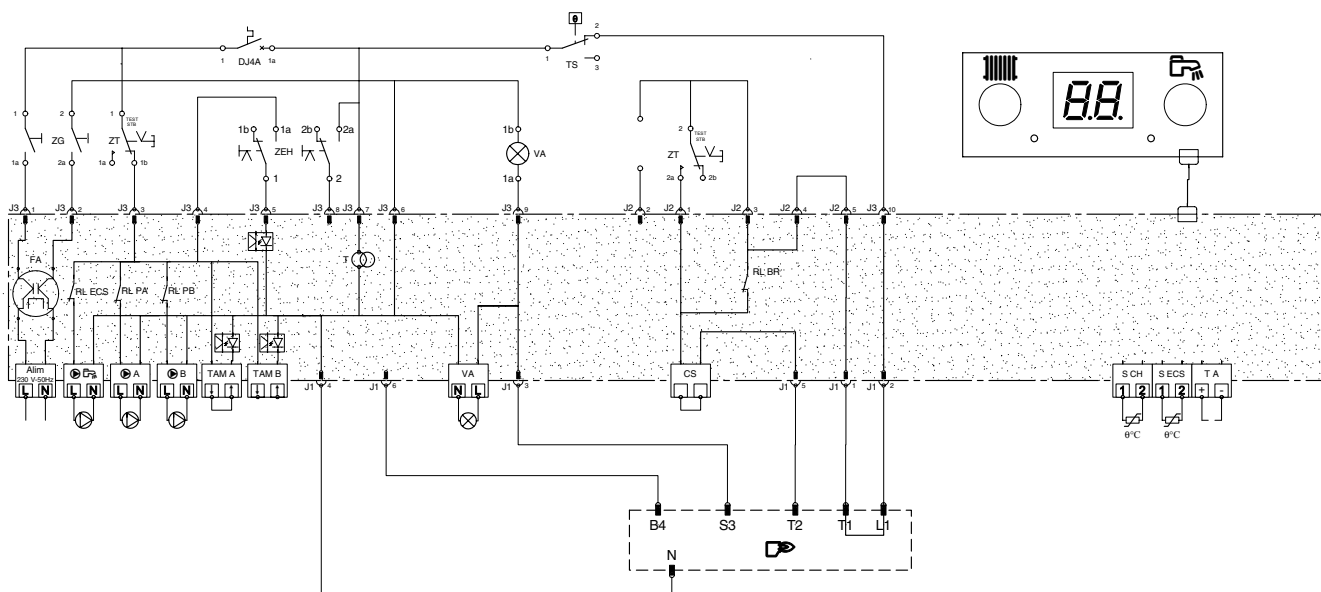 θ
2
1 DJ4A 1a
1 TS
3
88
1 2 1 TEST STB
ZG ZT
1a 2a 1a 1b
1b 1a 2b 2a
ZEH
1 2
1b
VA
1a
2 TEST STB
ZT
2a 2b
J3 1 J3 2 J3 3 J3 4 J3 5 J3 8 J3 7 J3 6 J3 9 J2 2 J2 1 J2 3 J2 4 J2 5 J3 10
FA
T
RL ECS RL PA RL PB
RL BR
Alim
230 V-50Hz
L N
L N
A
L N
B
L N
TAM A
TAM B
VA
N L
CS
S CH
1 2
S ECS
1 2
T A
+ -
J1 4 J1 6 J1 3 J1 5 J1 1 J1 2
θ°C θ°C
B4 S3 T2 T1 L1
N